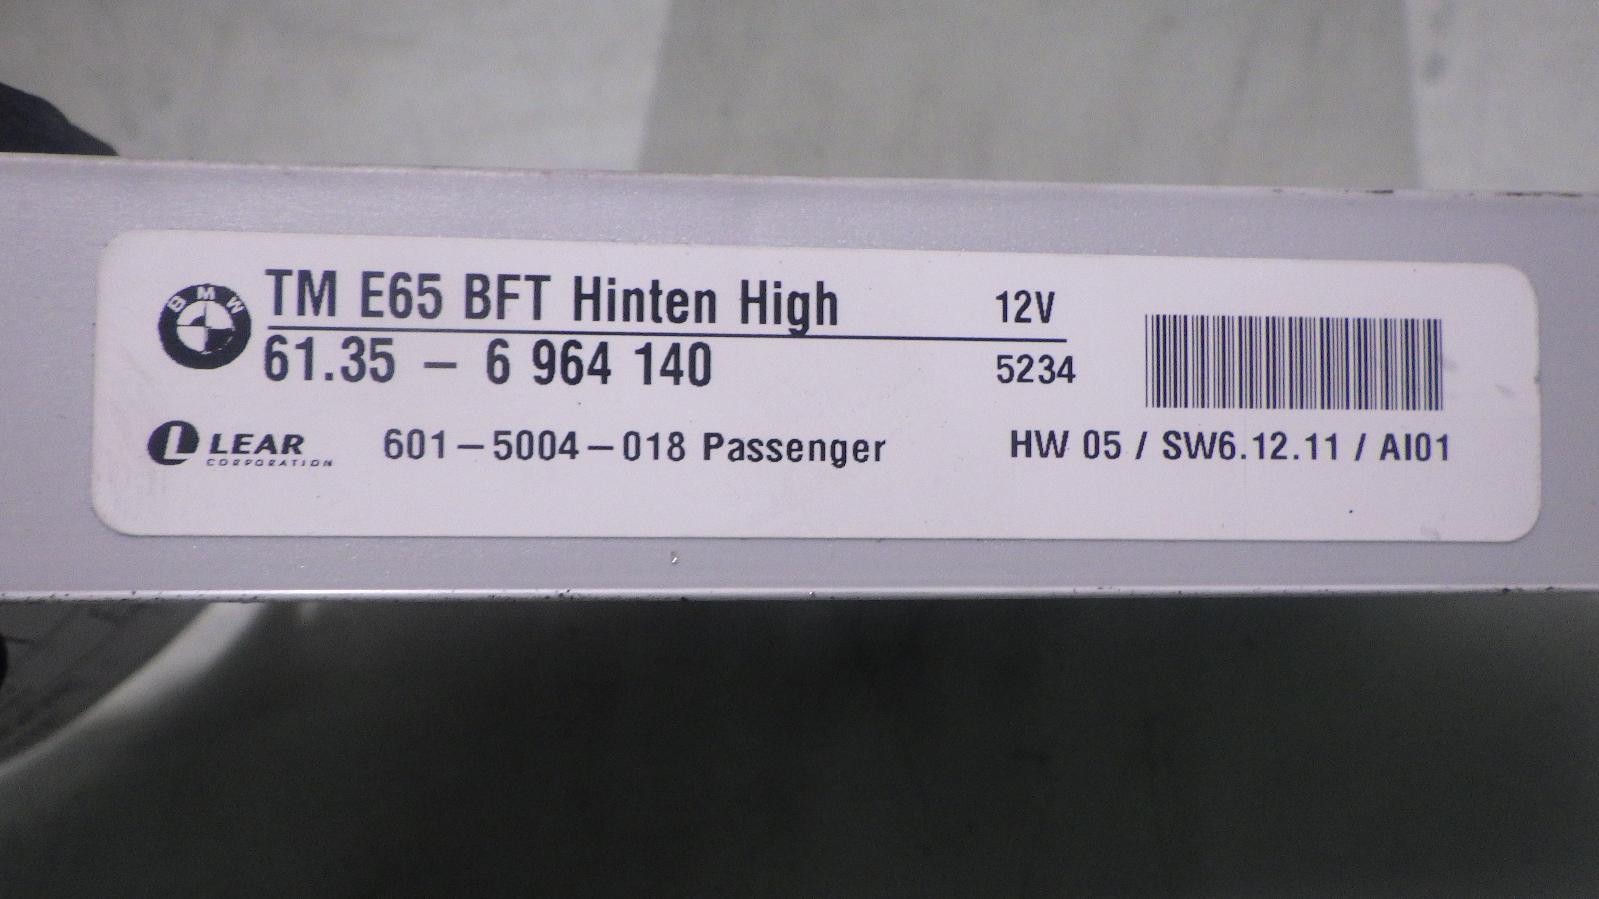 BMW
TM E65 BFT Hinten High 12V
61.35 – 6 964 140 5234
L LEAR CORPORATION 601–5004–018 Passenger HW 05 / SW6.12.11 / AI01